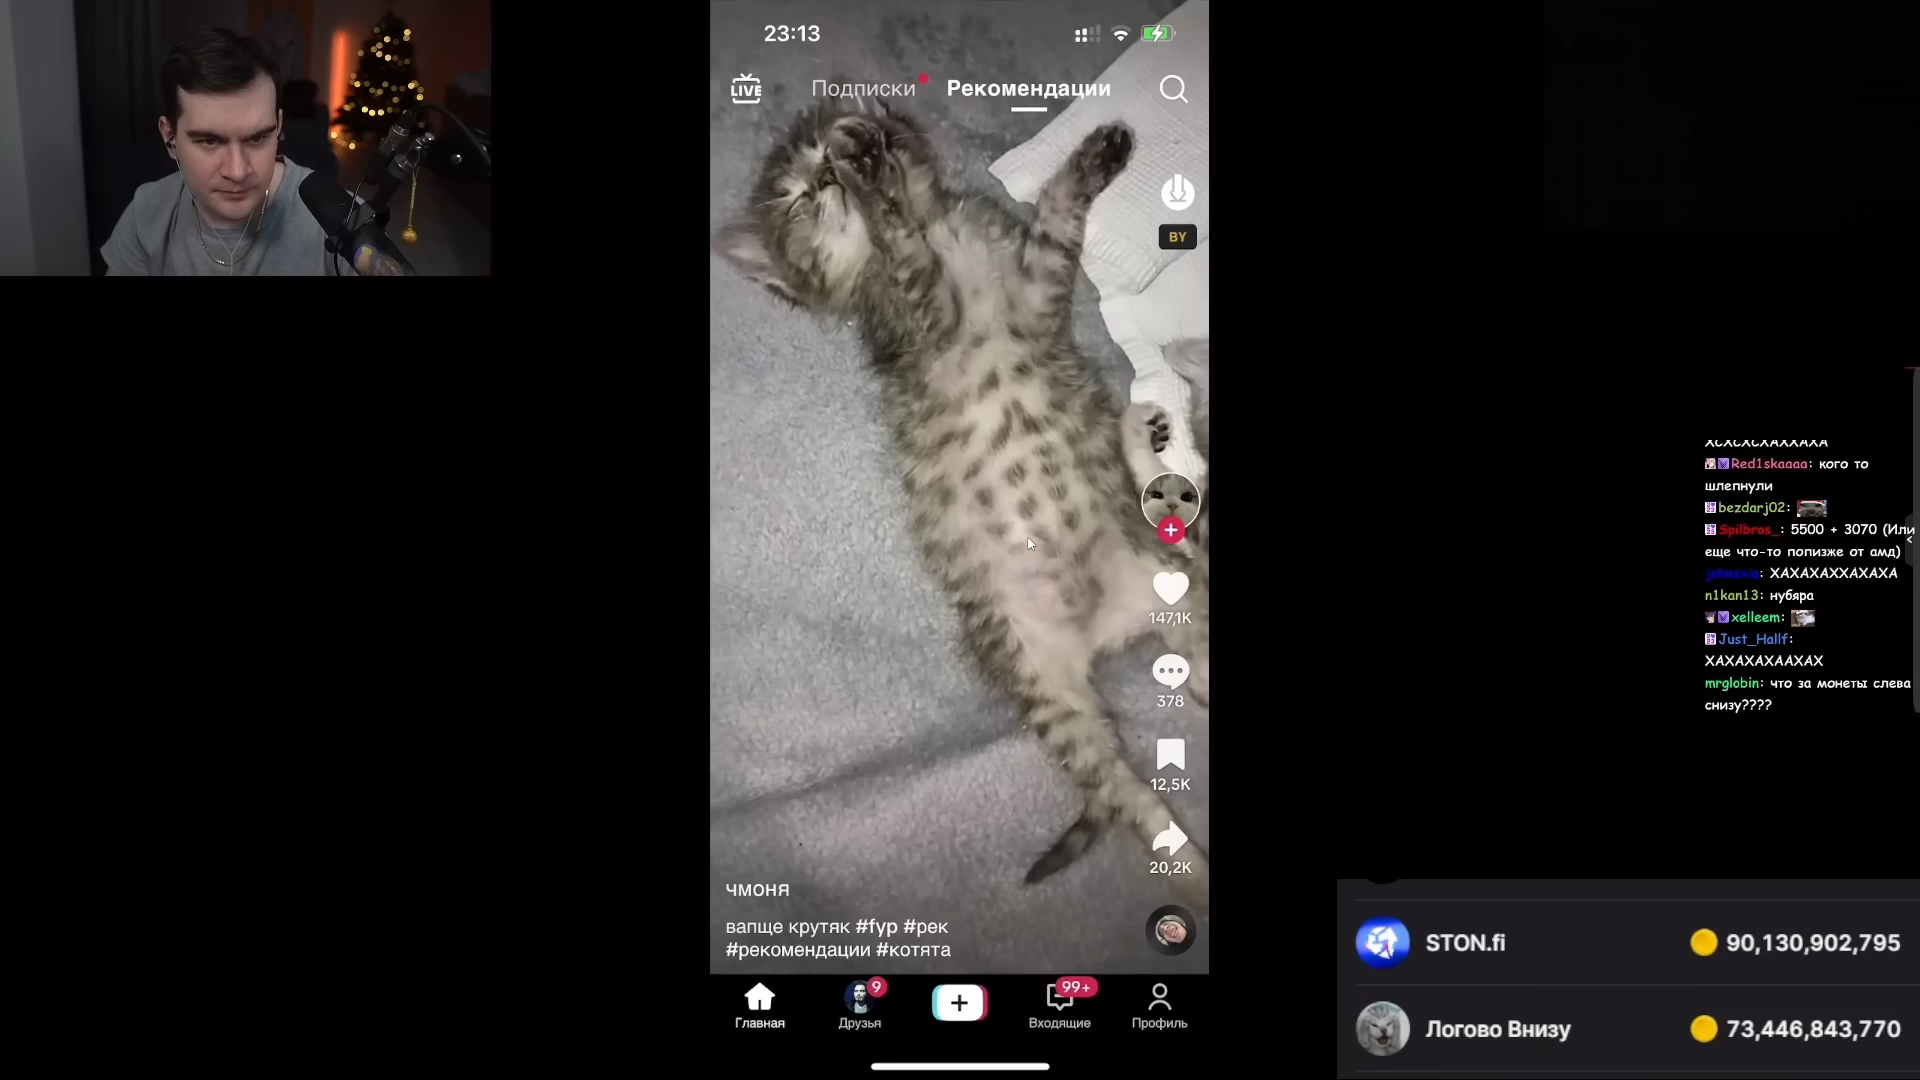 23:13
LIVE
Подписки
Рекомендации
BY
147,1K
378
12,5K
20,2K
чмоня
вапще крутяк #fyp #рек
#рекомендации #котята
Главная
9
Друзья
99+
Входящие
Профиль
ХСХСХСХАХХАХА
Red1skaaaa: кого то
шлепнули
bezdarj02:
Spilbros_: 5500 + 3070 (Или
еще что-то попизже от амд)
ХАХАХАХХАХАХА
n1kan13: нубяра
xelleem:
Just_Hallf:
ХАХАХАХААХАХ
mrglobin: что за монеты слева
снизу????
STON.fi
90,130,902,795
Логово Внизу
73,446,843,770